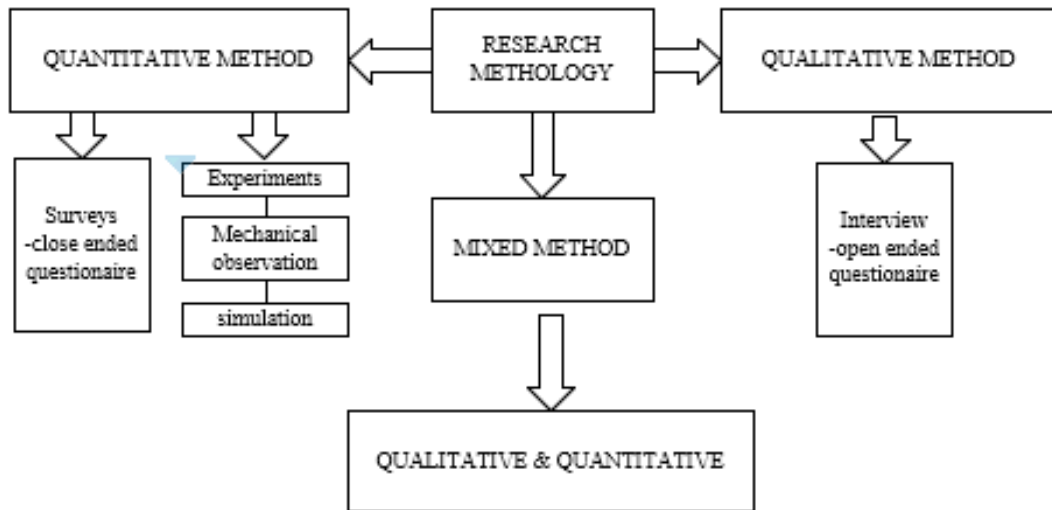 QUANTITATIVE METHOD
RESEARCH
METHOLOGY
QUALITATIVE METHOD
Surveys
-close ended
questionaire
Experiments
Mechanical
observation
simulation
MIXED METHOD
Interview
-open ended
questionaire
QUALITATIVE & QUANTITATIVE